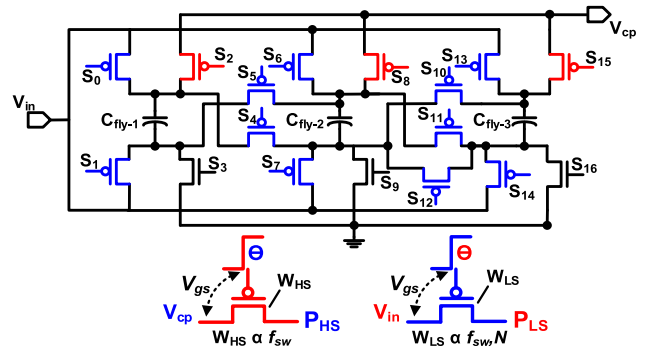 Vcp
S0
S2
S6
S8
S13
S15
S5
S10
Vin
Cfly-1
S4
Cfly-2
S11
Cfly-3
S1
S3
S7
S9
S12
S14
S16
Θ
Vgs
WHS
Vcp
PHS
WHS α fsw
Θ
Vgs
WLS
Vin
PLS
WLS α fsw,N